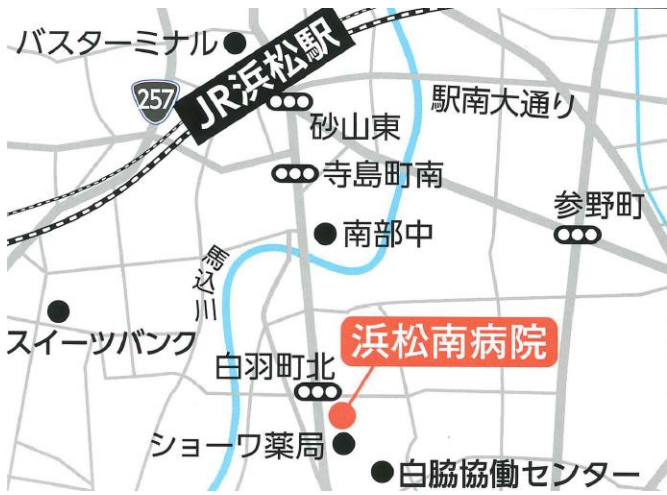 バスターミナル
JR浜松駅
257
駅南大通り
砂山東
寺島町南
参野町
南部中
馬込川
スイーツバンク
浜松南病院
白羽町北
ショーワ薬局
白脇協働センター